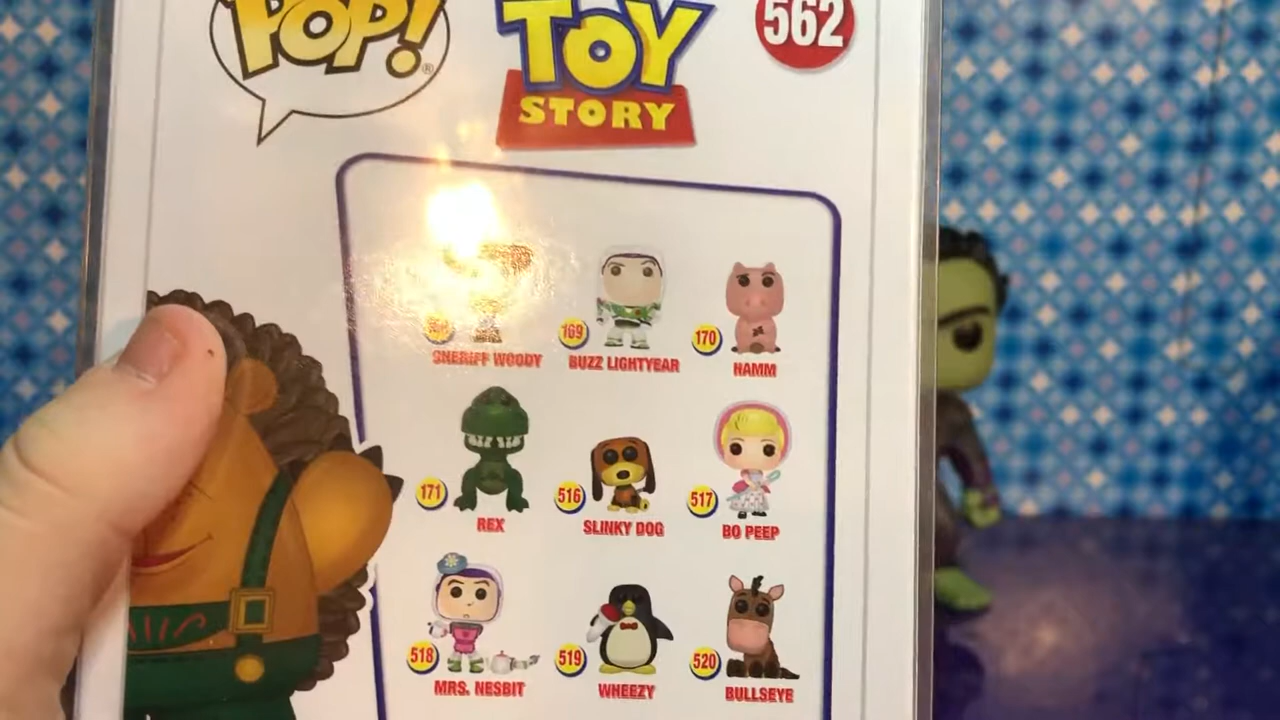 POP! ®
TOY
STORY
562
169
170
SHERIFF WOODY
BUZZ LIGHTYEAR
HAMM
171
516
517
REX
SLINKY DOG
BO PEEP
518
519
520
MRS. NESBIT
WHEEZY
BULLSEYE